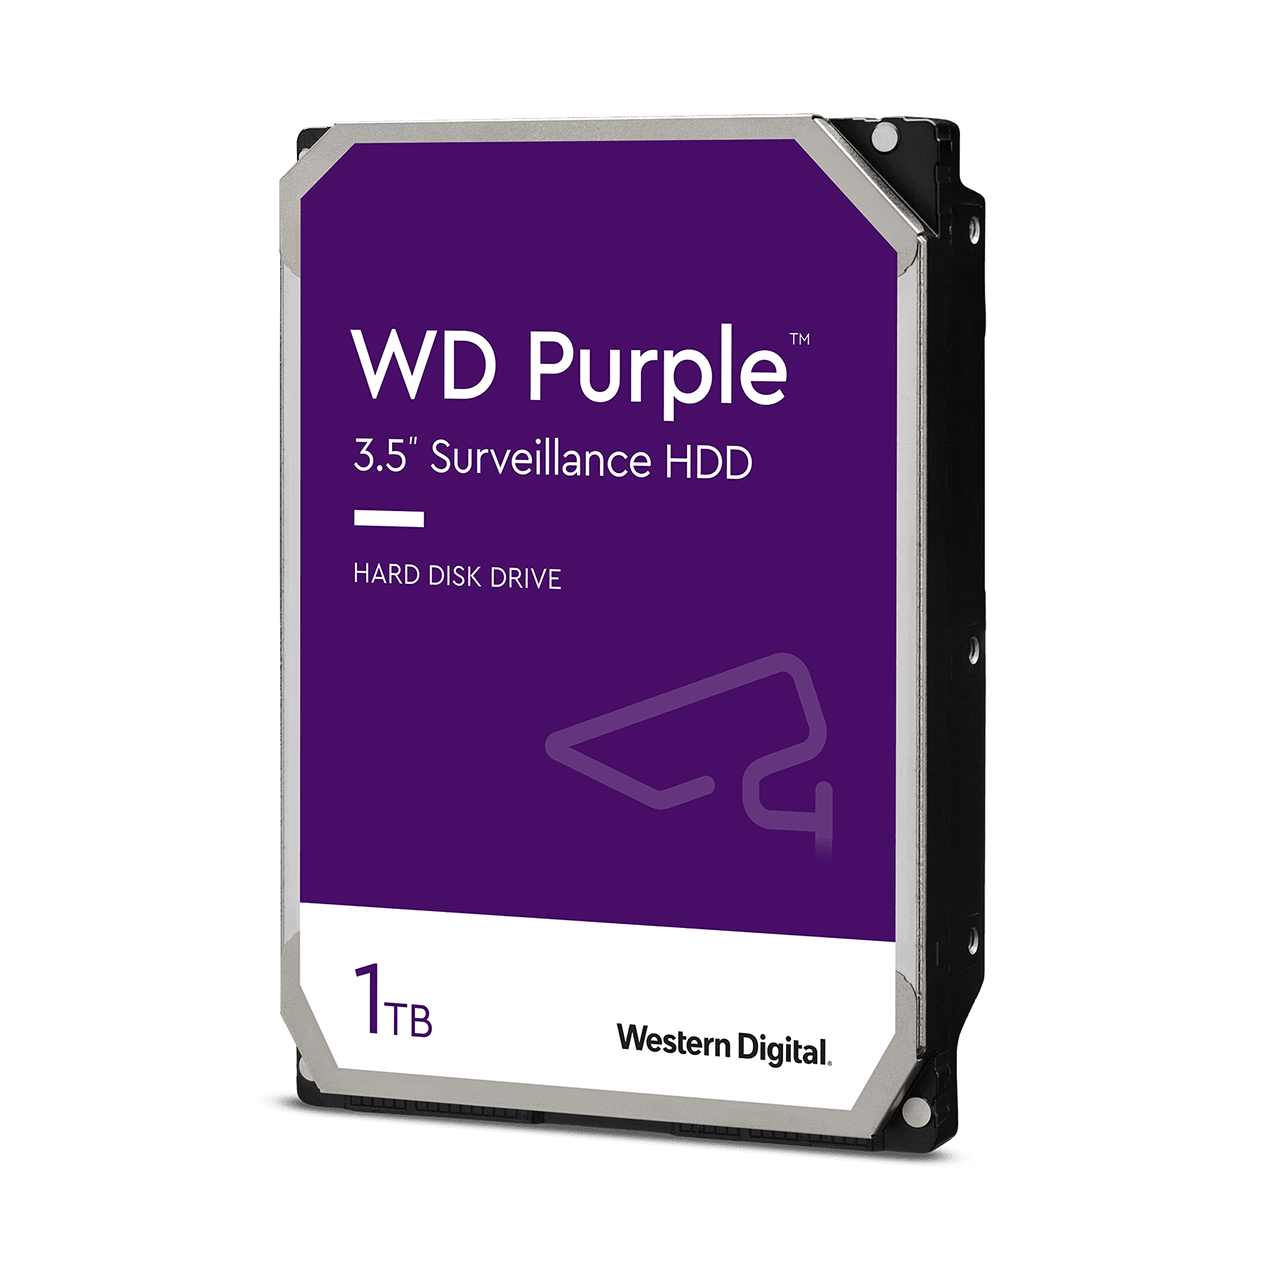 WD Purple™
3.5" Surveillance HDD
HARD DISK DRIVE
1TB
Western Digital.